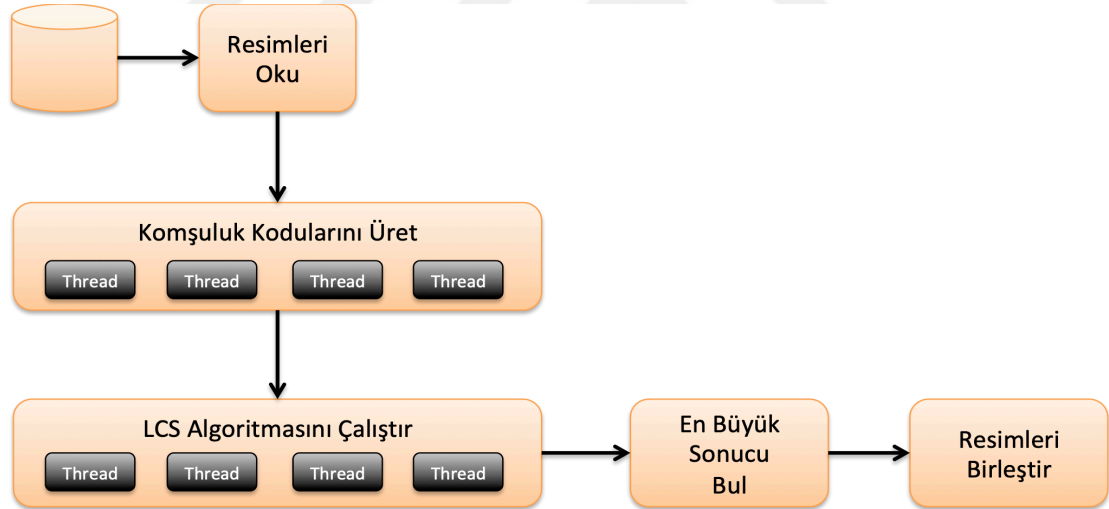 Resimleri
Oku
Komşuluk Kodularını Üret
Thread Thread Thread Thread
LCS Algoritmasını Çalıştır
Thread Thread Thread Thread
En Büyük
Sonucu
Bul
Resimleri
Birleştir